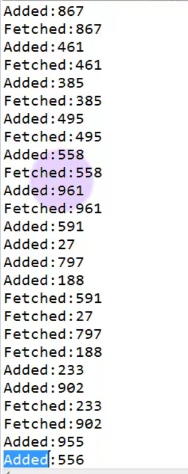 Added:867
Fetched:867
Added:461
Fetched:461
Added:385
Fetched:385
Added:495
Fetched:495
Added:558
Fetched:558
Added:961
Fetched:961
Added:591
Added:27
Added:797
Added:188
Fetched:591
Fetched:27
Fetched:797
Fetched:188
Added:233
Added:902
Fetched:233
Fetched:902
Added:955
Added:556